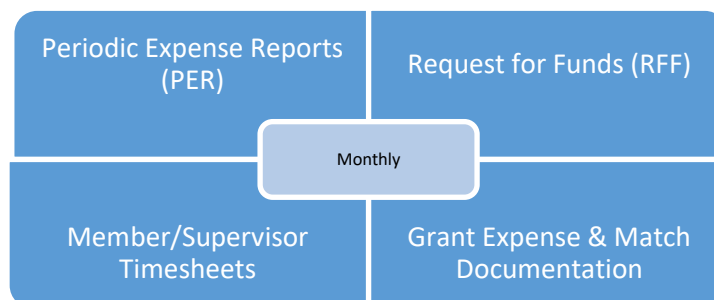 Periodic Expense Reports
(PER)
Request for Funds (RFF)
Monthly
Member/Supervisor
Timesheets
Grant Expense & Match
Documentation